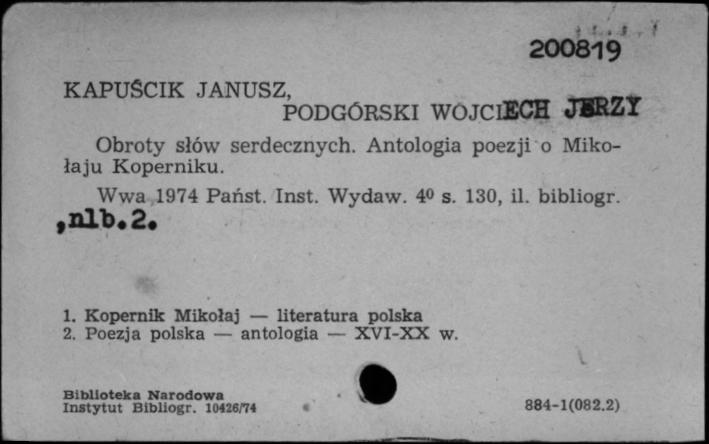 200819
KAPUŚCIK JANUSZ,
PODGÓRSKI WOJCIECH JERZY
Obroty słów serdecznych. Antologia poezji o Miko-
łaju Koperniku.
Wwa 1974 Państ. Inst. Wydaw. 4⁰ s. 130, il. bibliogr.
,nlb.2.
1. Kopernik Mikołaj — literatura polska
2. Poezja polska — antologia — XVI-XX w.
Biblioteka Narodowa
Instytut Bibliogr. 10426/74
884-1(082.2)